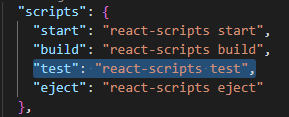 "scripts": {
"start": "react-scripts start",
"build": "react-scripts build",
"test": "react-scripts test",
"eject": "react-scripts eject"
},